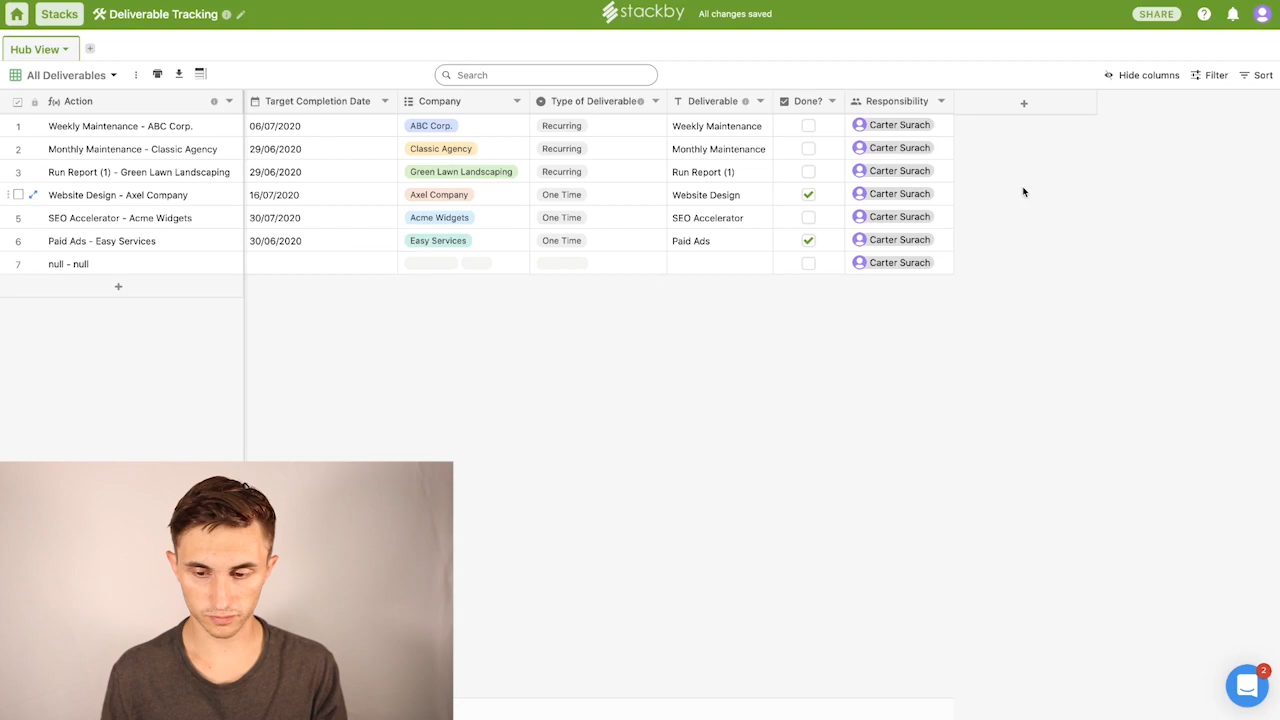 Stacks
Deliverable Tracking
stackby
All changes saved
SHARE
Hub View
All Deliverables
Search
Hide columns
Filter
Sort
Action
Target Completion Date
Company
Type of Deliverable
Deliverable
Done?
Responsibility
1 Weekly Maintenance - ABC Corp. 06/07/2020 ABC Corp. Recurring Weekly Maintenance Carter Surach
2 Monthly Maintenance - Classic Agency 29/06/2020 Classic Agency Recurring Monthly Maintenance Carter Surach
3 Run Report (1) - Green Lawn Landscaping 29/06/2020 Green Lawn Landscaping Recurring Run Report (1) Carter Surach
Website Design - Axel Company 16/07/2020 Axel Company One Time Website Design Carter Surach
5 SEO Accelerator - Acme Widgets 30/07/2020 Acme Widgets One Time SEO Accelerator Carter Surach
6 Paid Ads - Easy Services 30/06/2020 Easy Services One Time Paid Ads Carter Surach
7 null - null Carter Surach
2